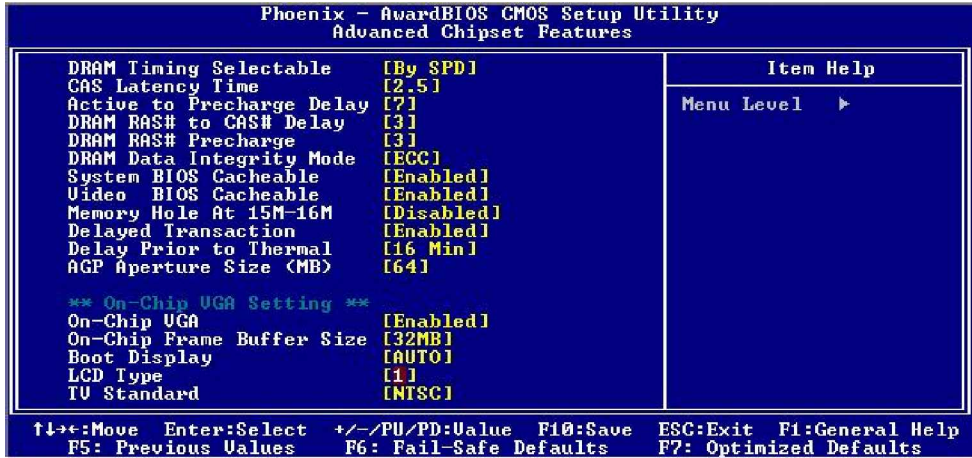 Phoenix - AwardBIOS CMOS Setup Utility
Advanced Chipset Features
DRAM Timing Selectable [By SPD]
CAS Latency Time [2.5]
Active to Precharge Delay [7]
DRAM RAS# to CAS# Delay [3]
DRAM RAS# Precharge [3]
DRAM Data Integrity Mode [ECC]
System BIOS Cacheable [Enabled]
Video BIOS Cacheable [Enabled]
Memory Hole At 15M-16M [Disabled]
Delayed Transaction [Enabled]
Delay Prior to Thermal [16 Min]
AGP Aperture Size (MB) [64]
** On-Chip VGA Setting **
On-Chip VGA [Enabled]
On-Chip Frame Buffer Size [32MB]
Boot Display [AUTO]
LCD Type [1]
TV Standard [NTSC]
Item Help
Menu Level ►
↑↓→←:Move Enter:Select +/-/PU/PD:Value F10:Save ESC:Exit F1:General Help
F5: Previous Values F6: Fail-Safe Defaults F7: Optimized Defaults